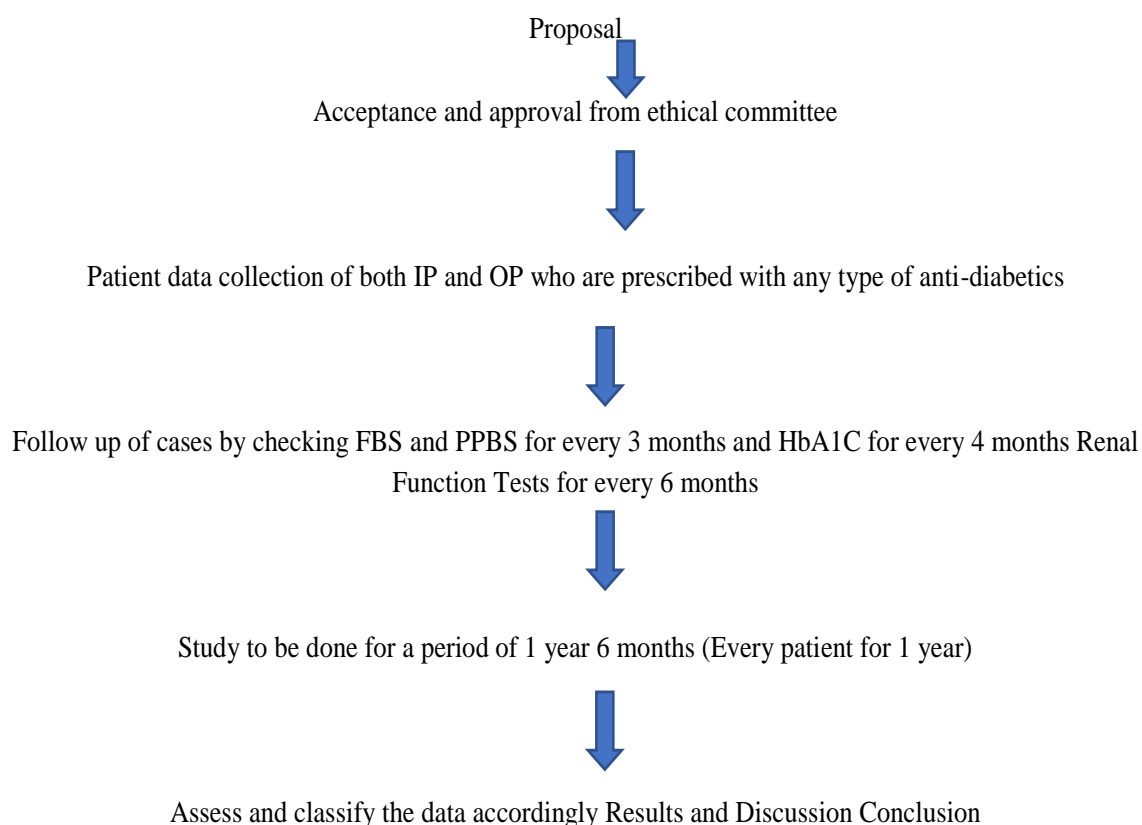 Proposal
Acceptance and approval from ethical committee
Patient data collection of both IP and OP who are prescribed with any type of anti-diabetics
Follow up of cases by checking FBS and PPBS for every 3 months and HbA1C for every 4 months Renal
Function Tests for every 6 months
Study to be done for a period of 1 year 6 months (Every patient for 1 year)
Assess and classify the data accordingly Results and Discussion Conclusion